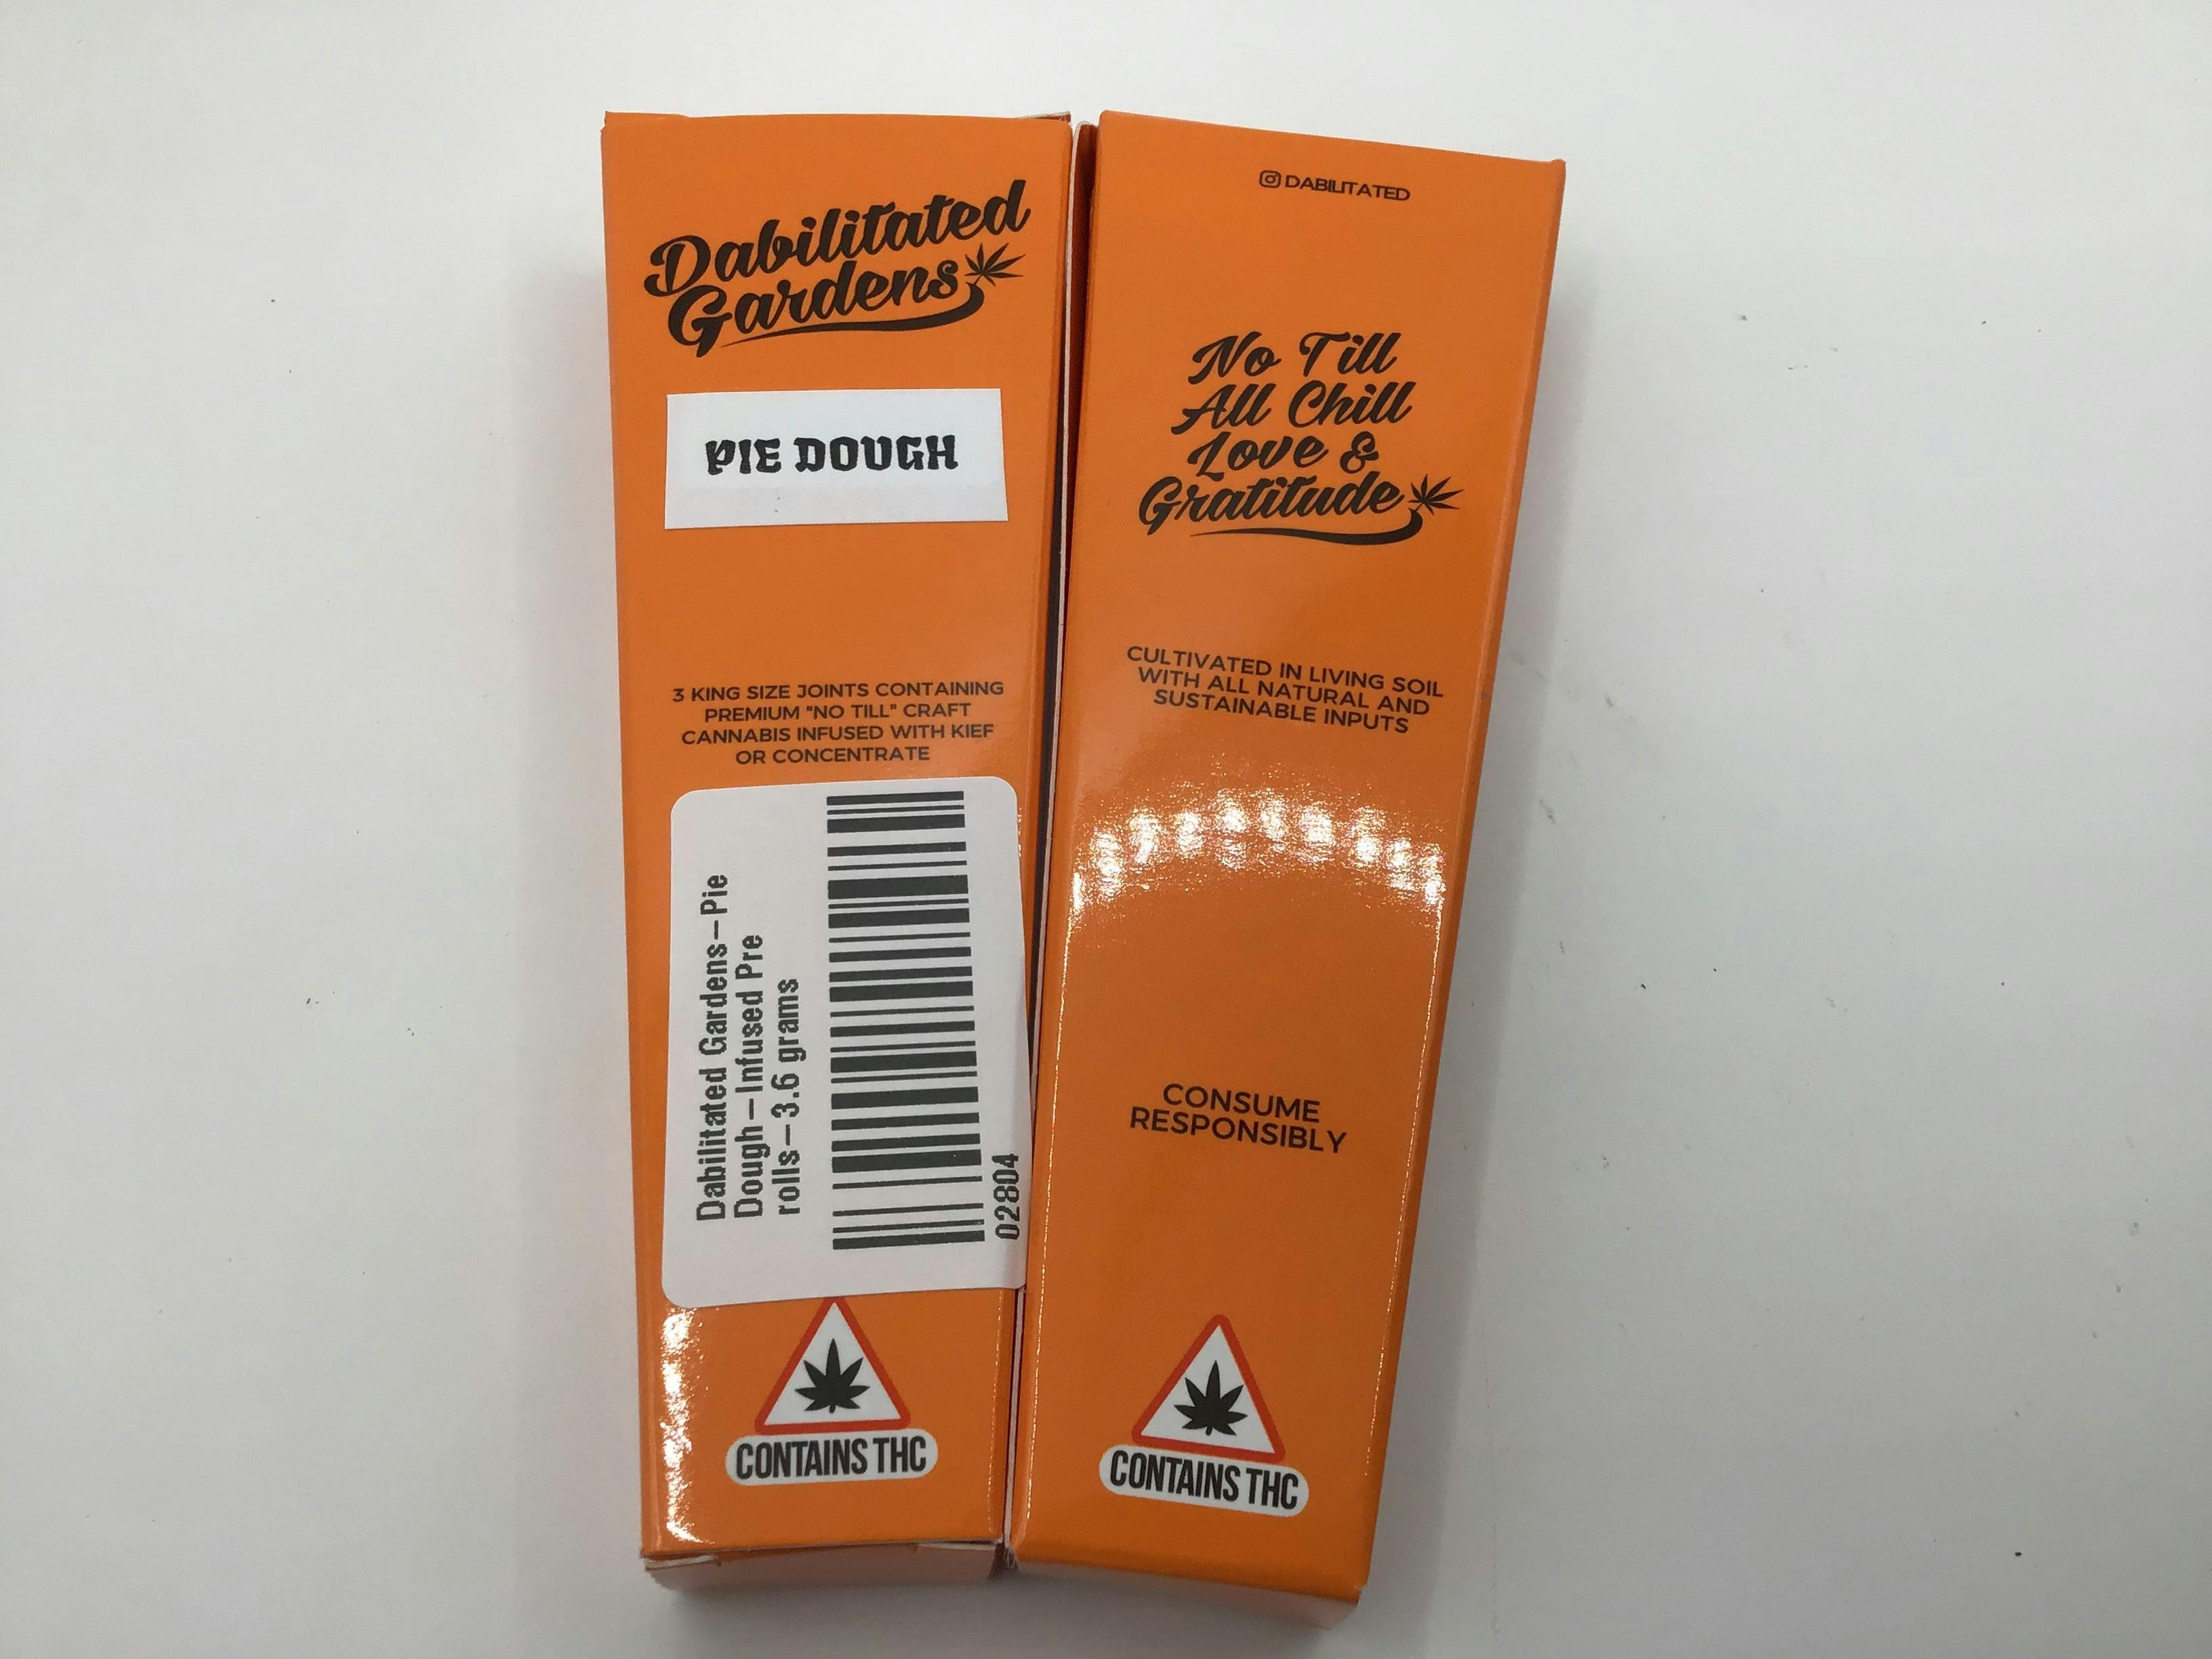 Dabilitated
Gardens
PIE DOUGH
3 KING SIZE JOINTS CONTAINING
PREMIUM "NO TILL" CRAFT
CANNABIS INFUSED WITH KIEF
OR CONCENTRATE
Dabilitated Gardens–Pie
Dough–Infused Pre
rolls–3.6 grams
02804
CONTAINS THC
DABILITATED
No Till
All Chill
Love &
Gratitude
CULTIVATED IN LIVING SOIL
WITH ALL NATURAL AND
SUSTAINABLE INPUTS
CONSUME
RESPONSIBLY
CONTAINS THC